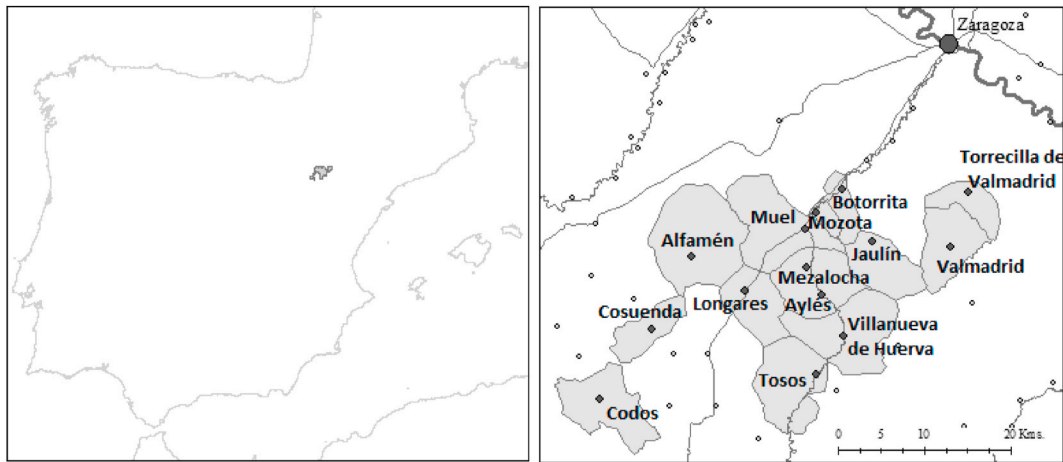 Zaragoza
Torrecilla de
Valmadrid
Botorrita
Muel
Mozota
Alfamén
Jaulín
Valmadrid
Mezalocha
Longares
Aylés
Cosuenda
Villanueva
de Huerva
Tosos
Codos
0 5 10 20 Kms.